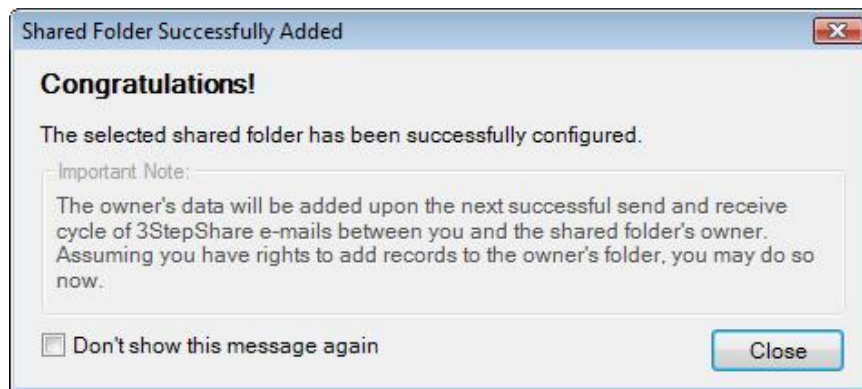 Shared Folder Successfully Added
Congratulations!
The selected shared folder has been successfully configured.
Important Note:
The owner's data will be added upon the next successful send and receive
cycle of 3StepShare e-mails between you and the shared folder's owner.
Assuming you have rights to add records to the owner's folder, you may do so
now.
Don't show this message again
Close